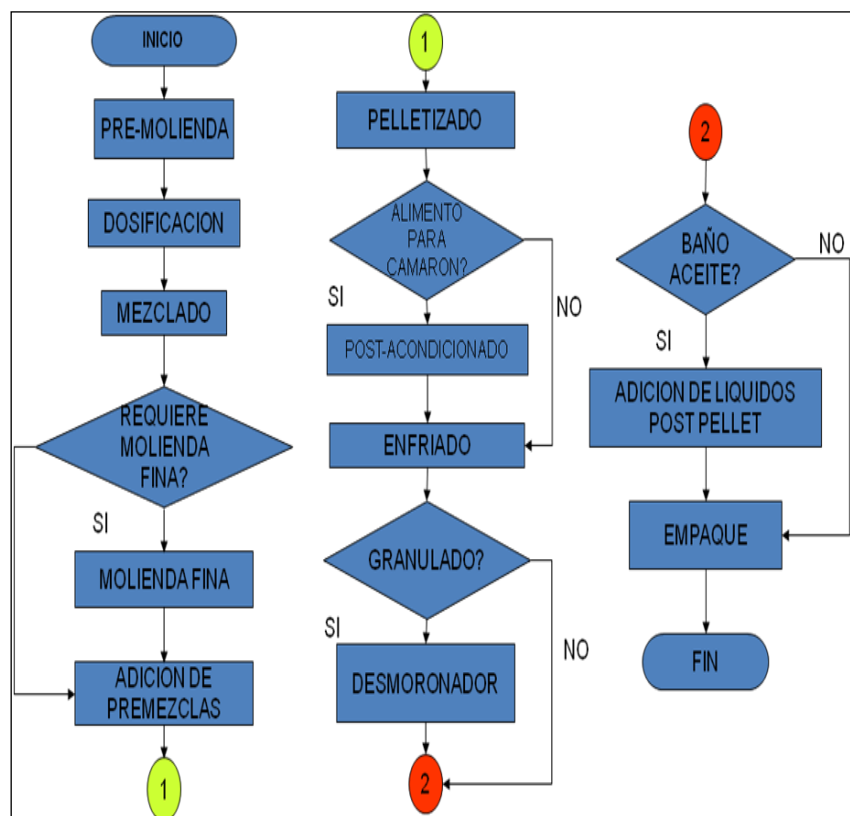 INICIO
PRE-MOLIENDA
DOSIFICACION
MEZCLADO
REQUIERE
MOLIENDA
FINA?
SI
MOLIENDA FINA
ADICION DE
PREMEZCLAS
1
1
PELLETIZADO
ALIMENTO
PARA
CAMARON?
SI
NO
POST-ACONDICIONADO
ENFRIADO
GRANULADO?
SI
NO
DESMORONADOR
2
2
BAÑO
ACEITE?
NO
SI
ADICION DE LIQUIDOS
POST PELLET
EMPAQUE
FIN